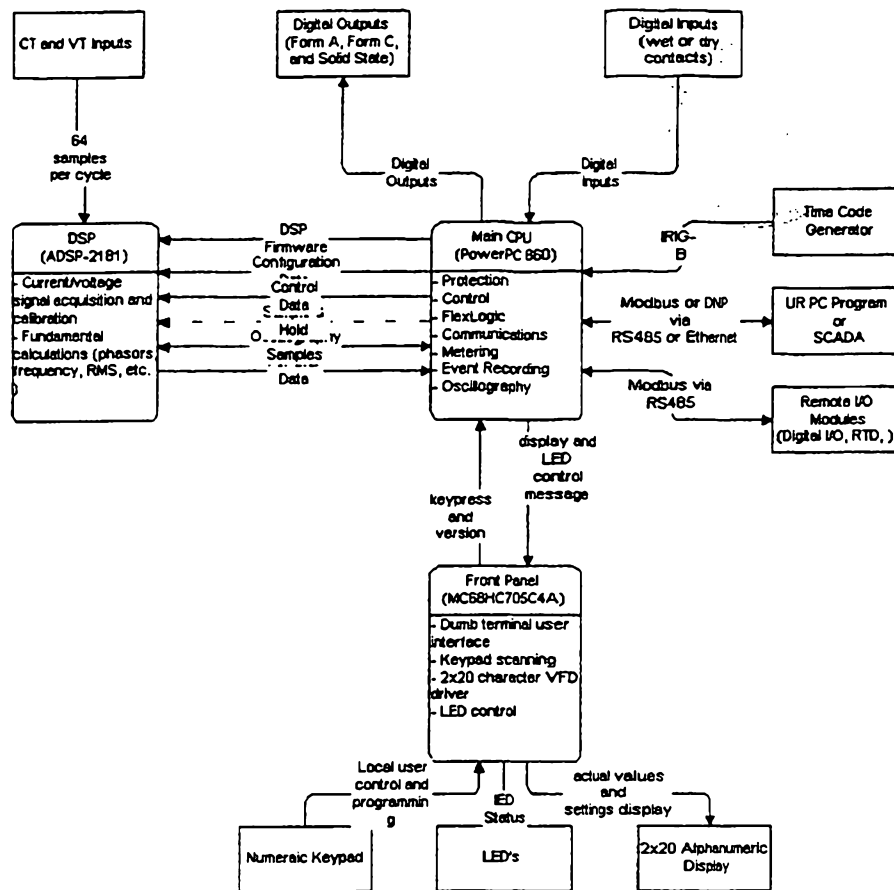 CT and VT Inputs
Digital Outputs
(Form A, Form C,
and Solid State)
Digital Inputs
(wet or dry
contacts)
64
samples
per cycle
Digital
Outputs
Digital
Inputs
DSP
(ADSP-2181)
- Current/voltage
signal acquisition and
calibration
- Fundamental
calculations (phasors,
frequency, RMS, etc.
)
DSP
Firmware
Configuration
Control
Data
Hold
Samples
Data
Main CPU
(PowerPC 860)
- Protection
- Control
- FlexLogic
- Communications
- Metering
- Event Recording
- Oscillography
IRIG-
B
Time Code
Generator
Modbus or DNP
via
RS485 or Ethernet
UR PC Program
or
SCADA
Modbus via
RS485
Remote I/O
Modules
(Digital I/O, RTD, )
keypress
and
version
display and
LED
control
message
Front Panel
(MC68HC705C4A)
- Dumb terminal user
interface
- Keypad scanning
- 2x20 character VFD
driver
- LED control
Local user
control and
programmin
g
IED
Status
actual values
and
settings display
Numeraic Keypad
LED's
2x20 Alphanumeric
Display